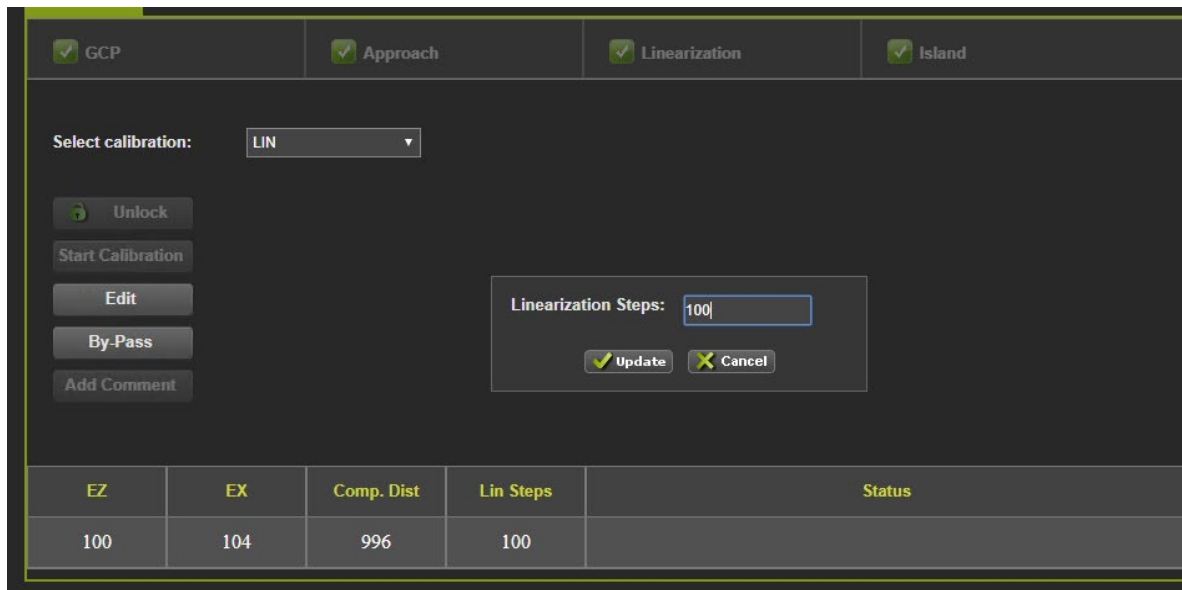 GCP Approach Linearization Island
Select calibration: LIN
Unlock
Start Calibration
Edit
By-Pass
Add Comment
Linearization Steps: 100
Update Cancel
EZ EX Comp. Dist Lin Steps Status
100 104 996 100